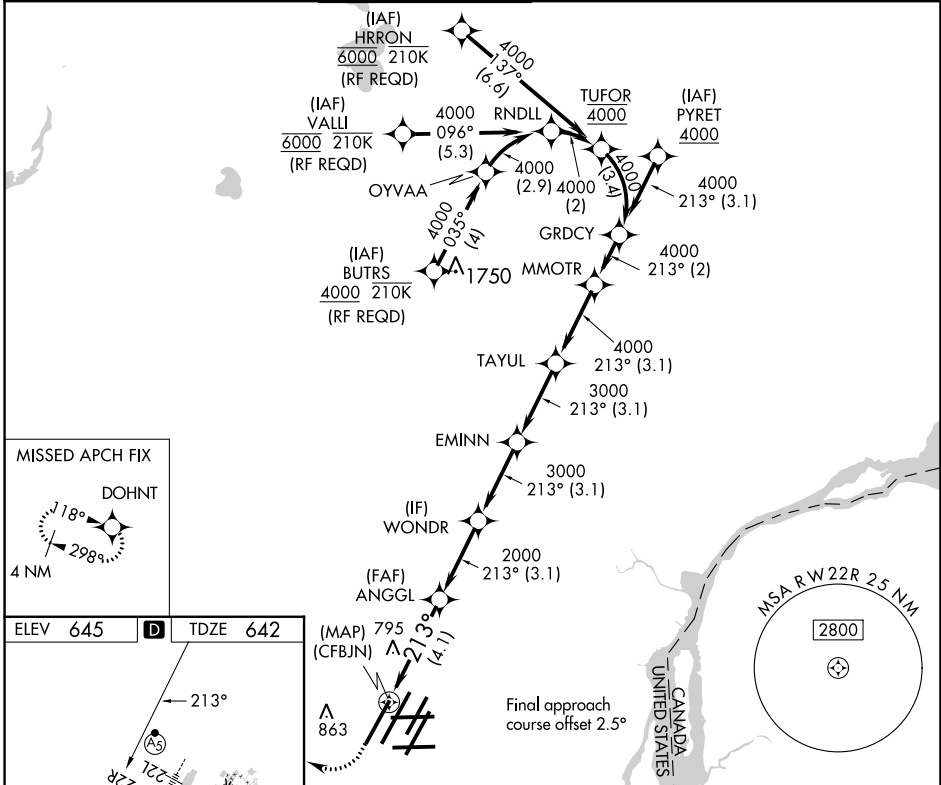 (IAF)
HRRON
6000 210K
(RF REQD)
4000
137°
(6.6)
(IAF)
VALLI
6000 210K
(RF REQD)
4000
096°
(5.3)
RNDLL
TUFOR
4000
(IAF)
PYRET
4000
OYVAA
4000
(2.9)
4000
(2)
4000
(3.4)
4000
213° (3.1)
4000
035°
(4)
(IAF)
BUTRS
4000 210K
(RF REQD)
1750
GRDCY
4000
213° (2)
MMOTR
4000
213° (3.1)
TAYUL
3000
213° (3.1)
EMINN
3000
213° (3.1)
(IF)
WONDR
2000
213° (3.1)
(FAF)
ANGGL
213°
(4.1)
(MAP)
(CFBJN)
795
863
Final approach
course offset 2.5°
CANADA
UNITED STATES
MSA RW22R 25 NM
2800
MISSED APCH FIX
DOHNT
118°
298°
4 NM
ELEV 645
D
TDZE 642
213°
A5
22R
22L